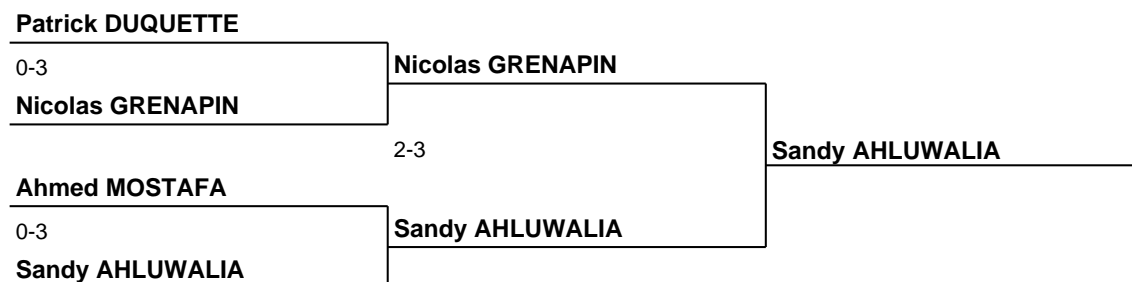 Patrick DUQUETTE
0-3
Nicolas GRENAPIN
Nicolas GRENAPIN
2-3
Sandy AHLUWALIA
Ahmed MOSTAFA
0-3
Sandy AHLUWALIA
Sandy AHLUWALIA